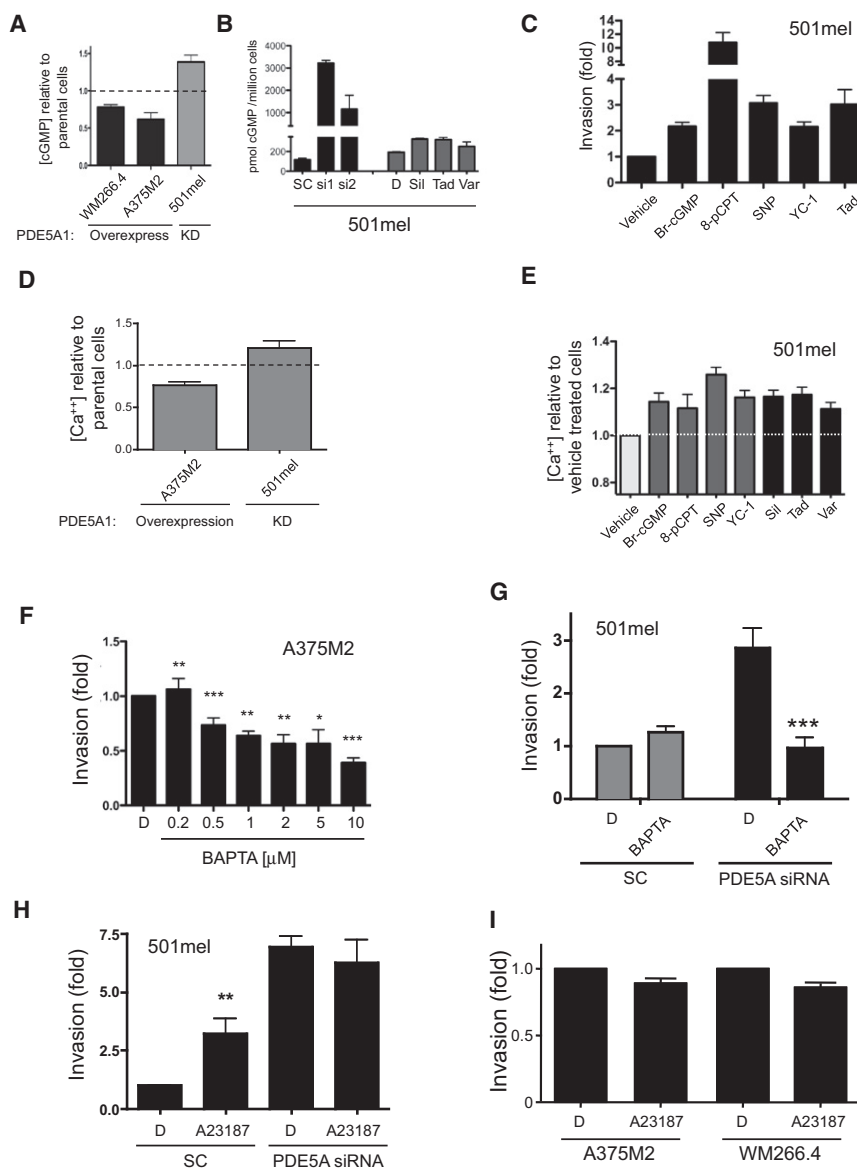 A
[cGMP] relative to
parental cells
1.5
1.0
0.5
0.0
WM266.4
A375M2
501mel
PDE5A1:
Overexpress
KD
B
pmol cGMP /million cells
4000
3000
2000
1000
200
0
SC si1 si2 D Sil Tad Var
501mel
C
501mel
Invasion (fold)
14
12
10
8
6
4
3
2
1
0
Vehicle
Br-cGMP
8-pCPT
SNP
YC-1
Tad
D
[Ca++] relative to
parental cells
1.5
1.0
0.5
0.0
A375M2
501mel
PDE5A1:
Overexpression
KD
E
501mel
[Ca++] relative to
vehicle treated cells
1.4
1.2
1.0
0.8
Vehicle
Br-cGMP
8-pCPT
SNP
YC-1
Sil
Tad
Var
F
A375M2
Invasion (fold)
1.5
1.0
0.5
0.0
**
***
**
**
*
***
D 0.2 0.5 1 2 5 10
BAPTA [µM]
G
501mel
Invasion (fold)
3
2
1
0
***
D
BAPTA
D
BAPTA
SC
PDE5A siRNA
H
501mel
Invasion (fold)
7.5
5.0
2.5
0.0
**
D A23187 D A23187
SC PDE5A siRNA
I
Invasion (fold)
1.0
0.5
0
D A23187 D A23187
A375M2 WM266.4